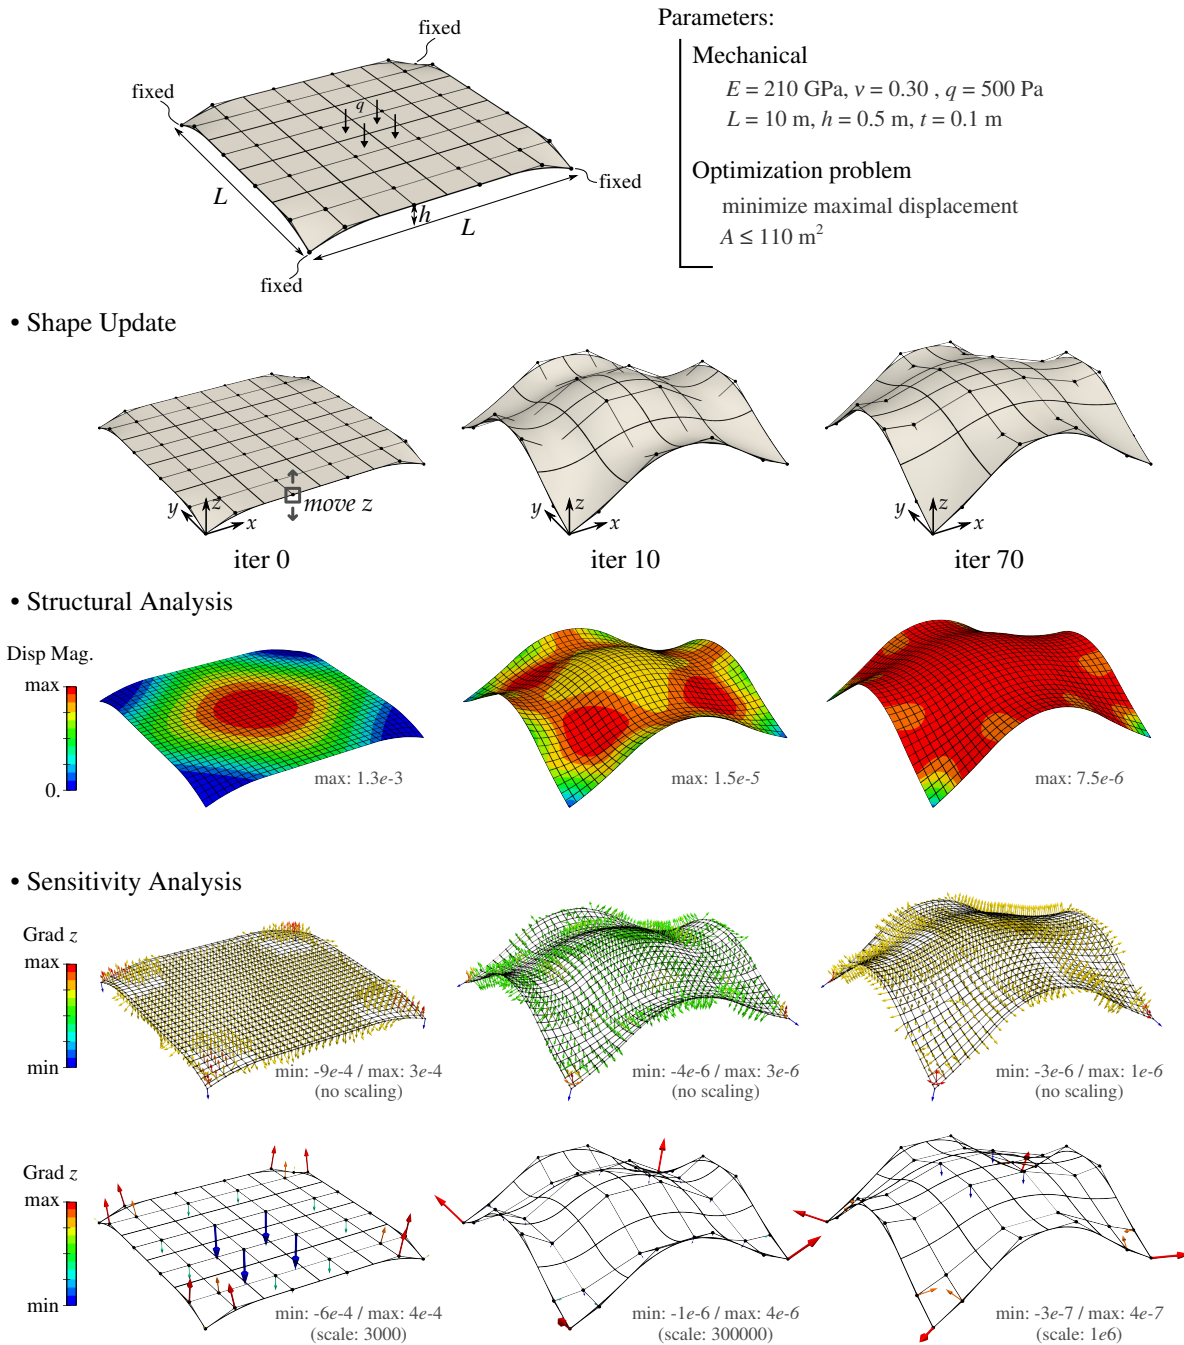 Parameters:
Mechanical
E = 210 GPa, ν = 0.30 , q = 500 Pa
L = 10 m, h = 0.5 m, t = 0.1 m
Optimization problem
minimize maximal displacement
A ≤ 110 m²
fixed
fixed
q
fixed
L
h
L
fixed
• Shape Update
y
z
x
move z
y
z
x
y
z
x
iter 0
iter 10
iter 70
• Structural Analysis
Disp Mag.
max
0.
max: 1.3e-3
max: 1.5e-5
max: 7.5e-6
• Sensitivity Analysis
Grad z
max
min
min: -9e-4 / max: 3e-4
(no scaling)
min: -4e-6 / max: 3e-6
(no scaling)
min: -3e-6 / max: 1e-6
(no scaling)
Grad z
max
min
min: -6e-4 / max: 4e-4
(scale: 3000)
min: -1e-6 / max: 4e-6
(scale: 300000)
min: -3e-7 / max: 4e-7
(scale: 1e6)